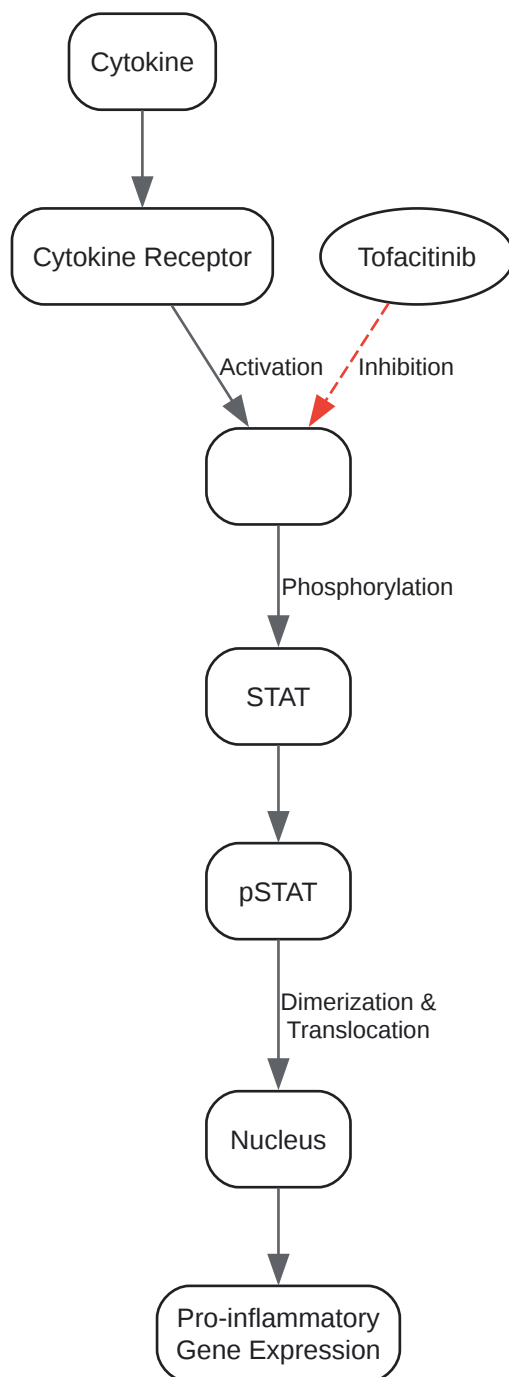 Cytokine
Cytokine Receptor
Tofacitinib
Activation
Inhibition
Phosphorylation
STAT
pSTAT
Dimerization &
Translocation
Nucleus
Pro-inflammatory
Gene Expression